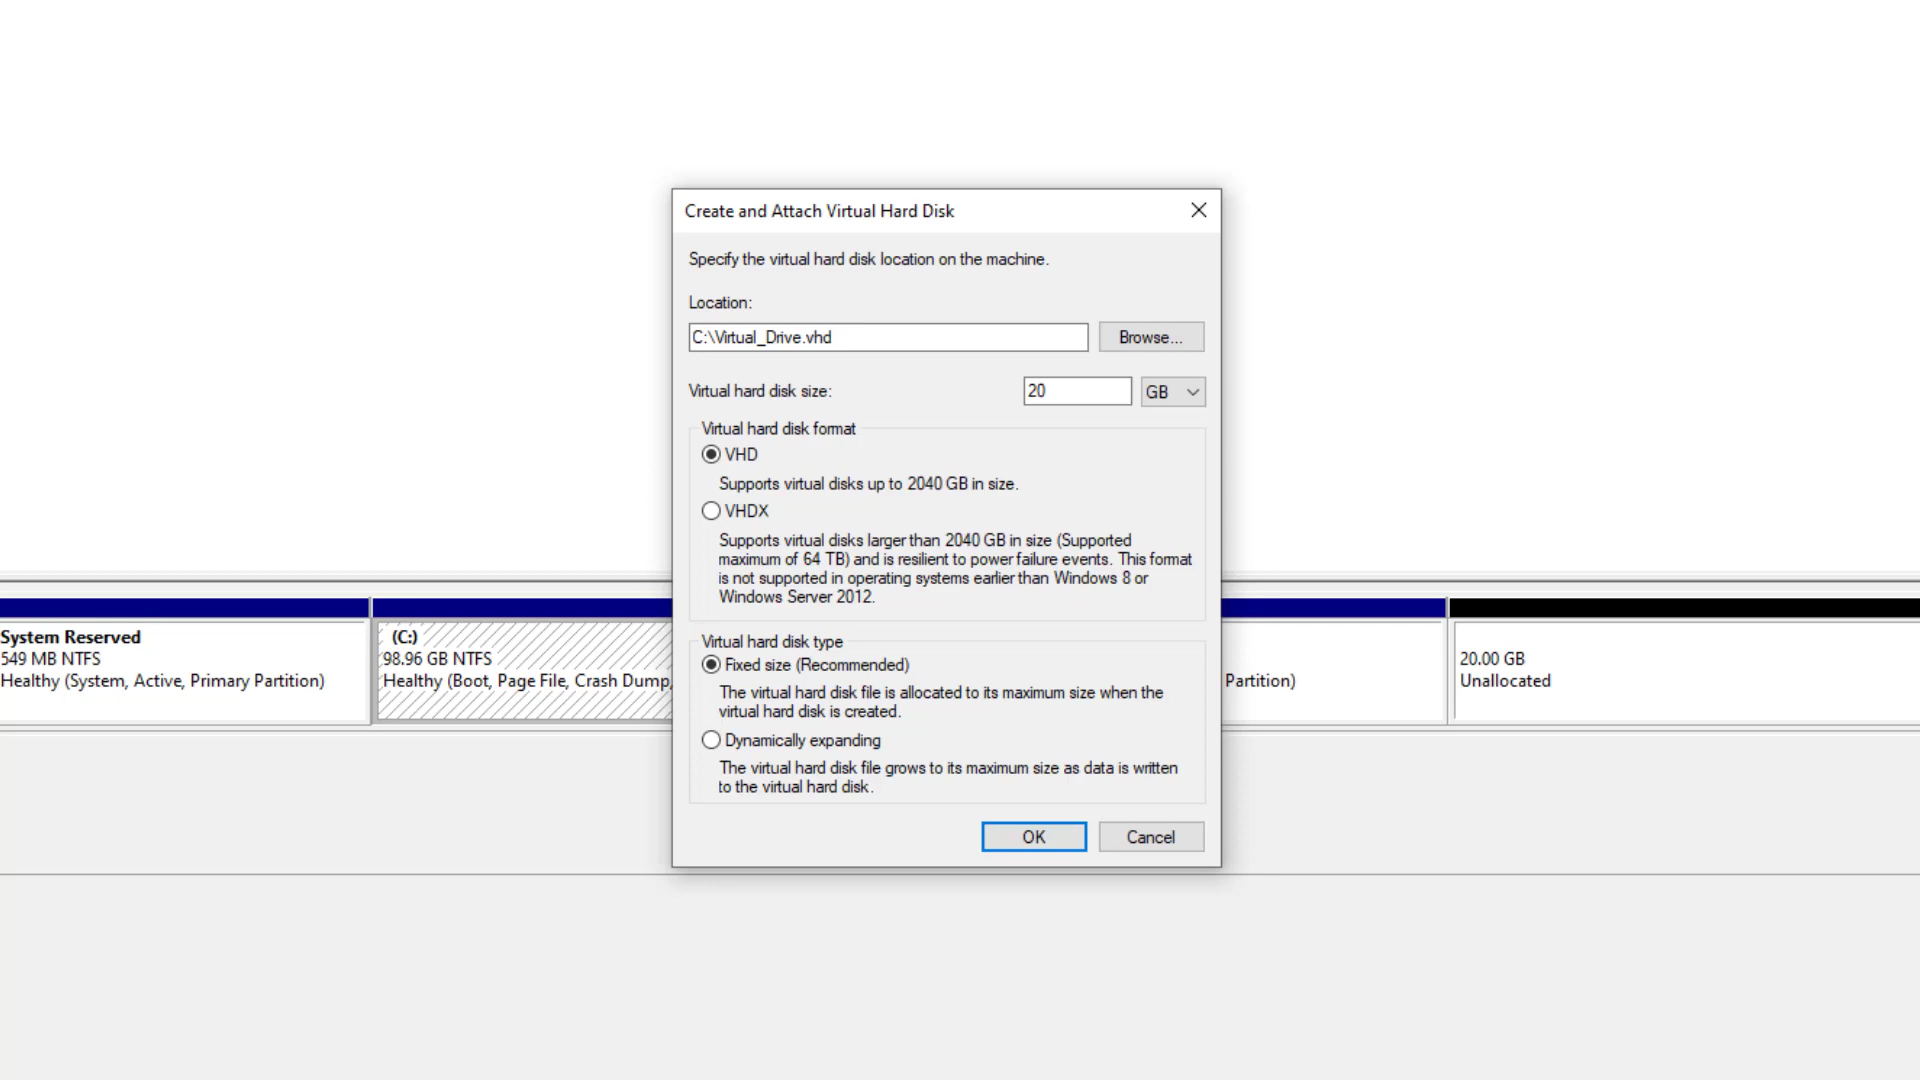 Create and Attach Virtual Hard Disk
Specify the virtual hard disk location on the machine.
Location:
C:\Virtual_Drive.vhd
Browse...
Virtual hard disk size:
20
GB
Virtual hard disk format
VHD
Supports virtual disks up to 2040 GB in size.
VHDX
Supports virtual disks larger than 2040 GB in size (Supported
maximum of 64 TB) and is resilient to power failure events. This format
is not supported in operating systems earlier than Windows 8 or
Windows Server 2012.
Virtual hard disk type
Fixed size (Recommended)
The virtual hard disk file is allocated to its maximum size when the
virtual hard disk is created.
Dynamically expanding
The virtual hard disk file grows to its maximum size as data is written
to the virtual hard disk.
OK
Cancel
System Reserved
549 MB NTFS
Healthy (System, Active, Primary Partition)
(C:)
98.96 GB NTFS
Healthy (Boot, Page File, Crash Dump,
Partition)
20.00 GB
Unallocated